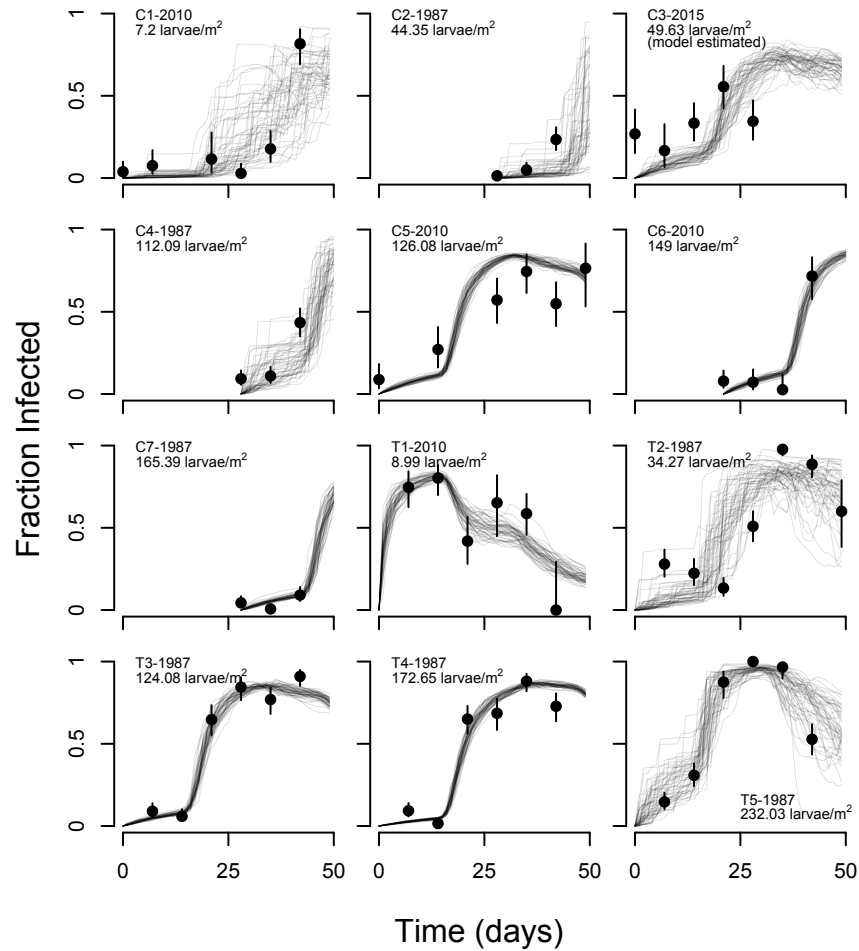 C1-2010
7.2 larvae/m²
C2-1987
44.35 larvae/m²
C3-2015
49.63 larvae/m²
(model estimated)
1
0.5
0
C4-1987
112.09 larvae/m²
C5-2010
126.08 larvae/m²
C6-2010
149 larvae/m²
1
0.5
0
C7-1987
165.39 larvae/m²
T1-2010
8.99 larvae/m²
T2-1987
34.27 larvae/m²
1
0.5
0
T3-1987
124.08 larvae/m²
T4-1987
172.65 larvae/m²
T5-1987
232.03 larvae/m²
1
0.5
0
0 25 50
0 25 50
0 25 50
Fraction Infected
Time (days)